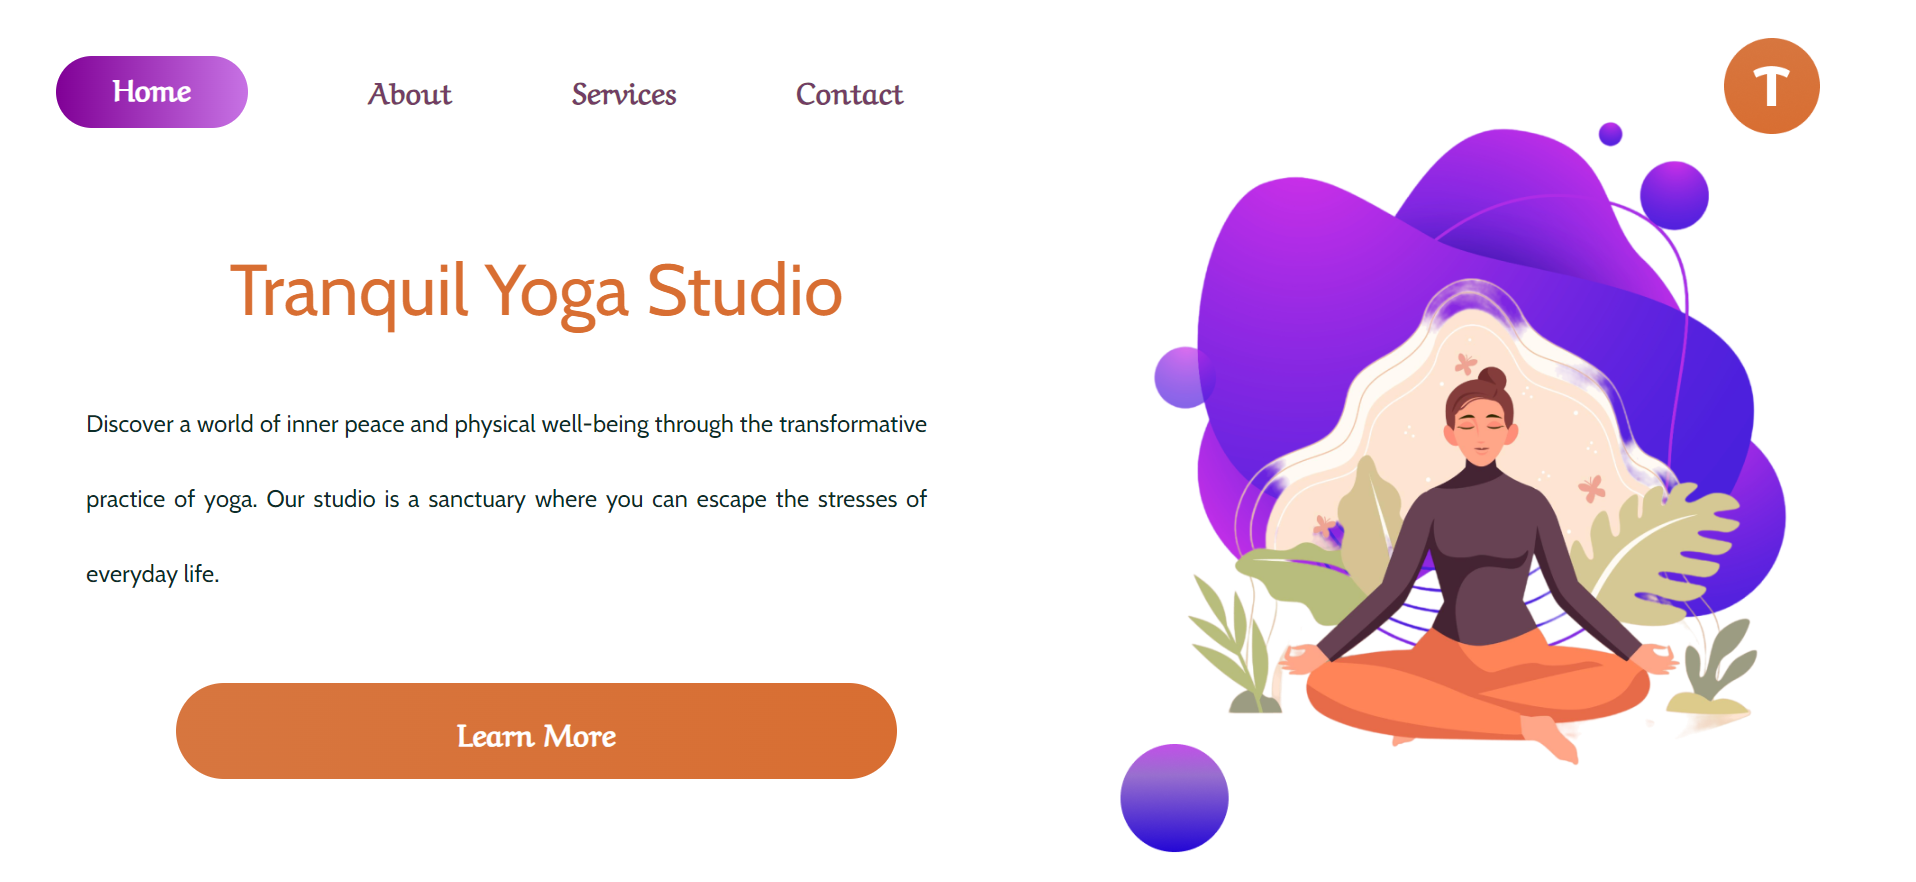 Home About Services Contact
T
Tranquil Yoga Studio
Discover a world of inner peace and physical well-being through the transformative
practice of yoga. Our studio is a sanctuary where you can escape the stresses of
everyday life.
Learn More